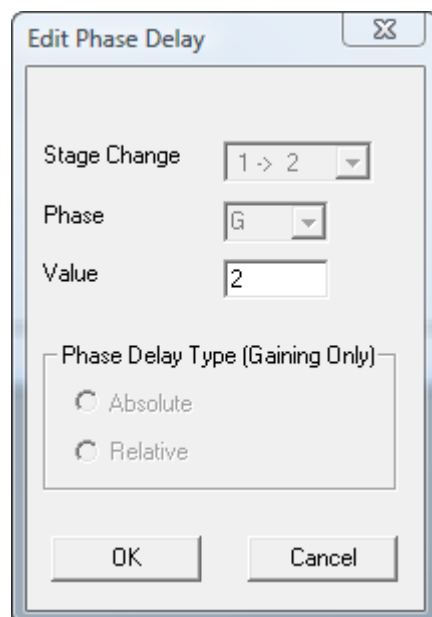 Edit Phase Delay
Stage Change 1 -> 2
Phase G
Value 2
Phase Delay Type (Gaining Only)
Absolute
Relative
OK Cancel